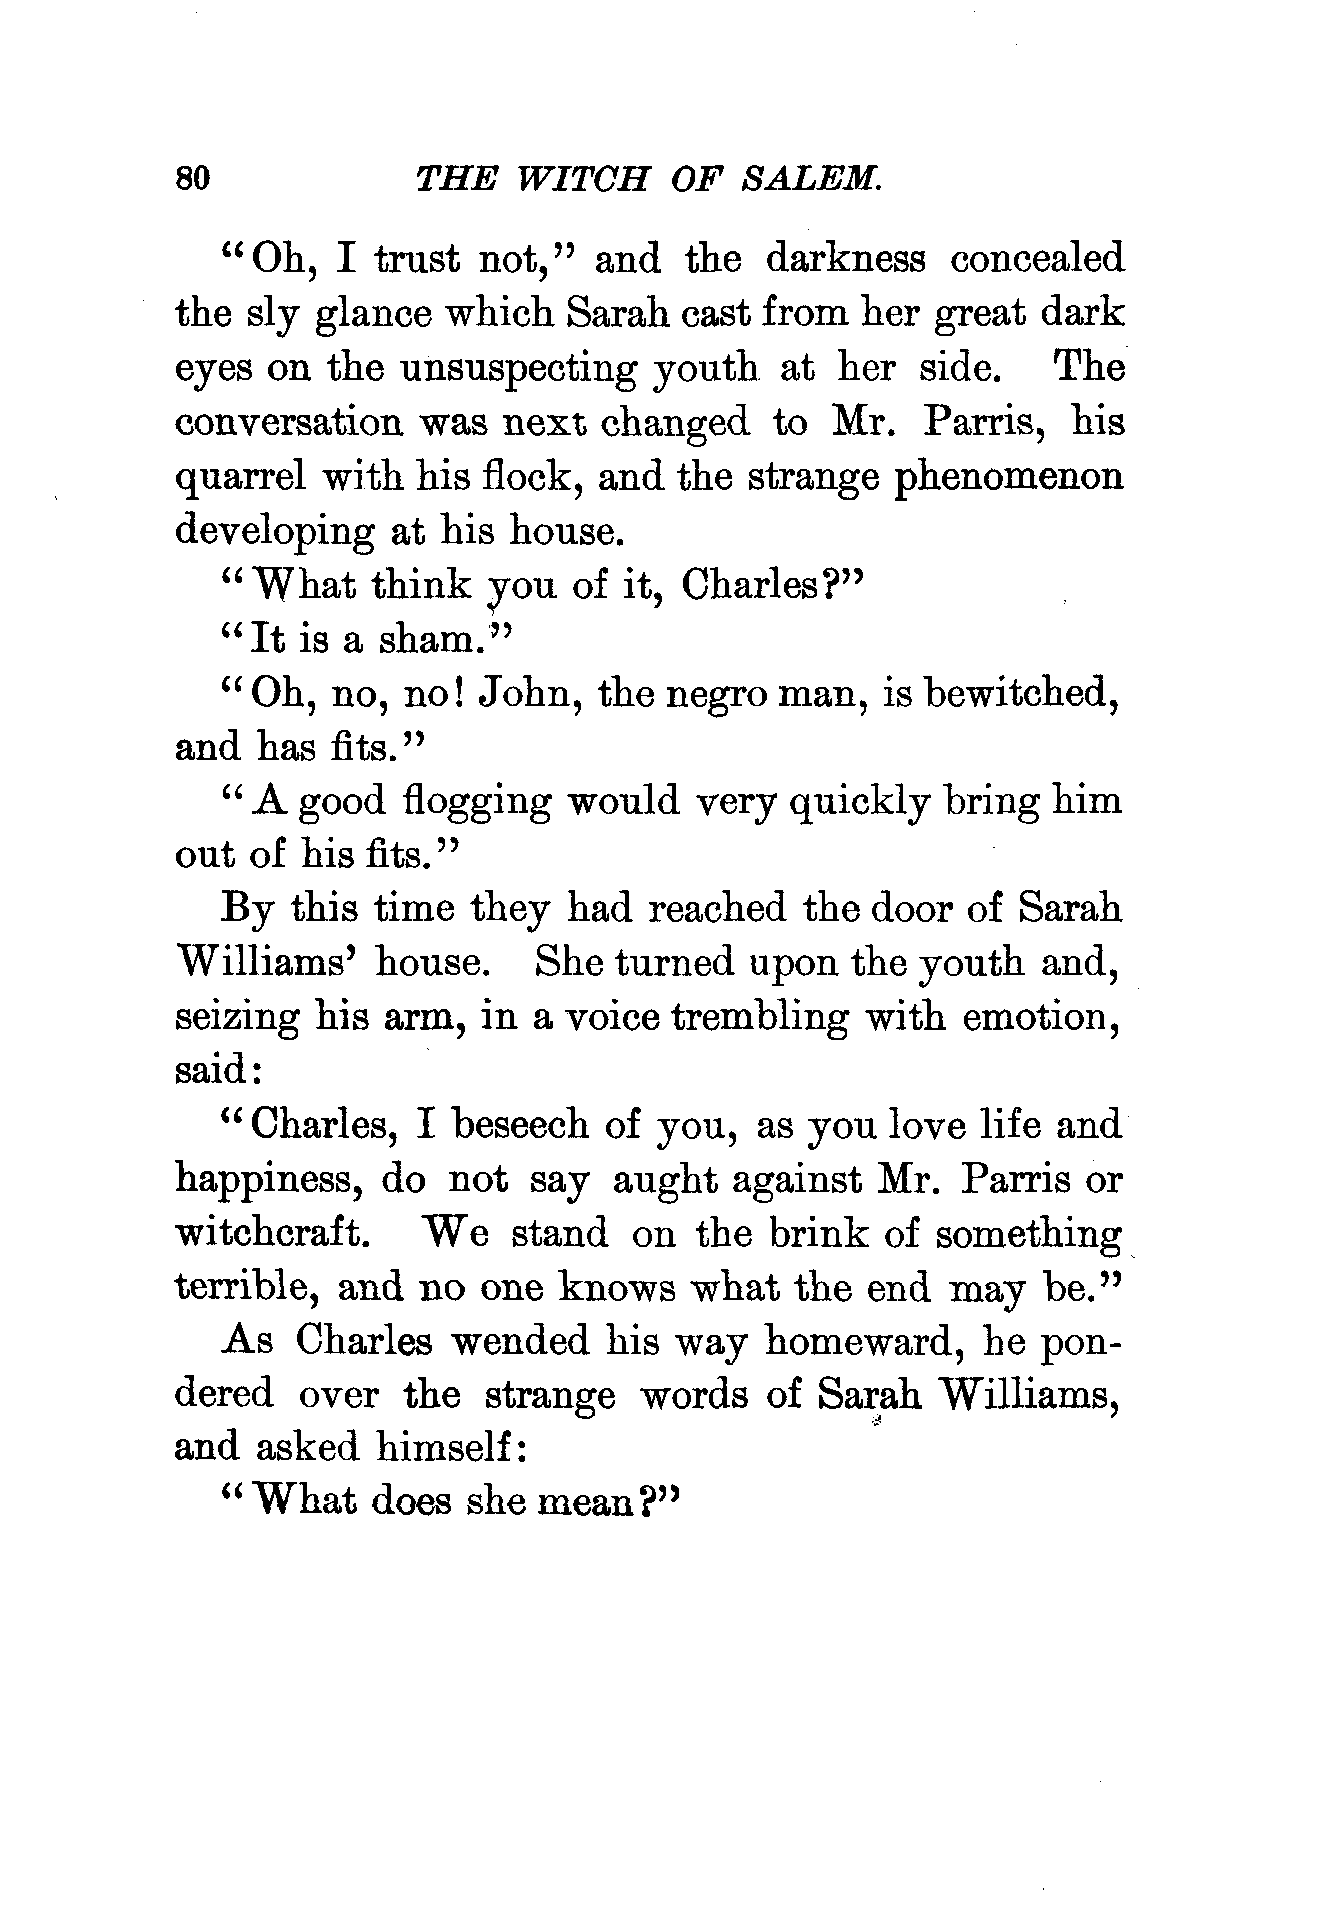 80 THE WITCH OF SALEM.
"Oh, I trust not," and the darkness concealed
the sly glance which Sarah cast from her great dark
eyes on the unsuspecting youth at her side. The
conversation was next changed to Mr. Parris, his
quarrel with his flock, and the strange phenomenon
developing at his house.
"What think you of it, Charles?"
"It is a sham."
"Oh, no, no! John, the negro man, is bewitched,
and has fits."
"A good flogging would very quickly bring him
out of his fits."
By this time they had reached the door of Sarah
Williams' house. She turned upon the youth and,
seizing his arm, in a voice trembling with emotion,
said:
"Charles, I beseech of you, as you love life and
happiness, do not say aught against Mr. Parris or
witchcraft. We stand on the brink of something
terrible, and no one knows what the end may be."
As Charles wended his way homeward, he pon-
dered over the strange words of Sarah Williams,
and asked himself:
"What does she mean?"